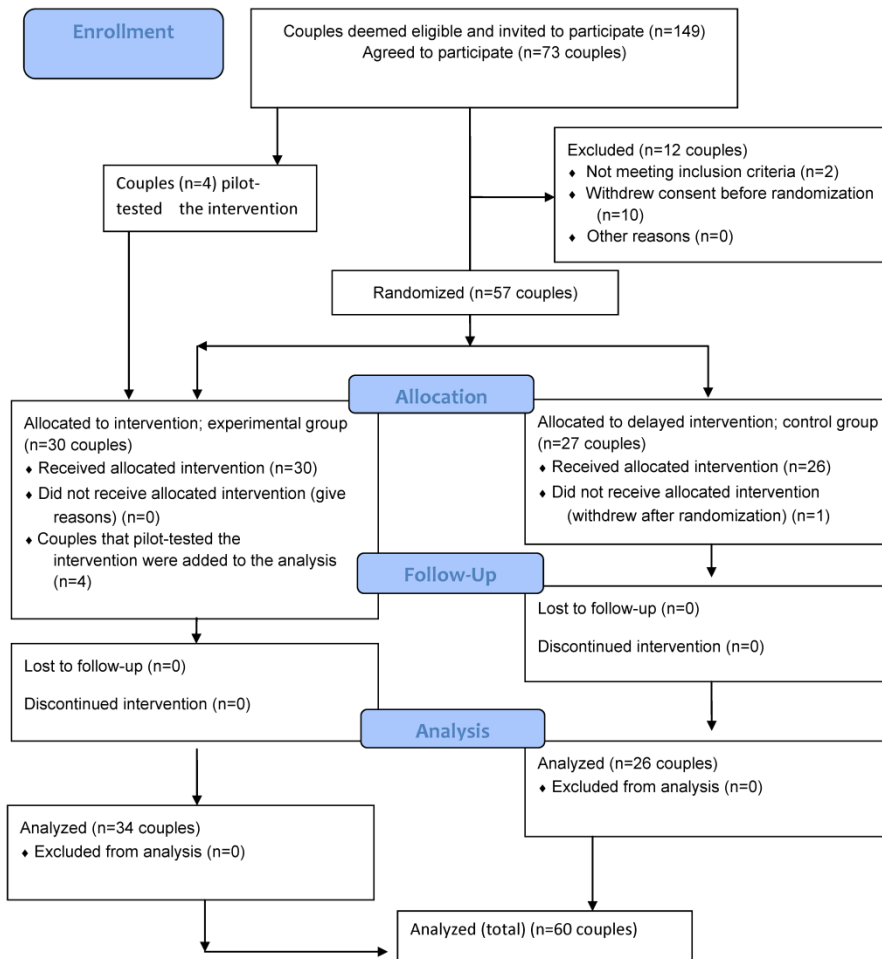 Enrollment
Couples deemed eligible and invited to participate (n=149)
Agreed to participate (n=73 couples)
Couples (n=4) pilot-
tested the intervention
Excluded (n=12 couples)
♦ Not meeting inclusion criteria (n=2)
♦ Withdrew consent before randomization
(n=10)
♦ Other reasons (n=0)
Randomized (n=57 couples)
Allocation
Allocated to intervention; experimental group
(n=30 couples)
♦ Received allocated intervention (n=30)
♦ Did not receive allocated intervention (give
reasons) (n=0)
♦ Couples that pilot-tested the
intervention were added to the analysis
(n=4)
Allocated to delayed intervention; control group
(n=27 couples)
♦ Received allocated intervention (n=26)
♦ Did not receive allocated intervention
(withdrew after randomization) (n=1)
Follow-Up
Lost to follow-up (n=0)
Discontinued intervention (n=0)
Lost to follow-up (n=0)
Discontinued intervention (n=0)
Analysis
Analyzed (n=34 couples)
♦ Excluded from analysis (n=0)
Analyzed (n=26 couples)
♦ Excluded from analysis (n=0)
Analyzed (total) (n=60 couples)